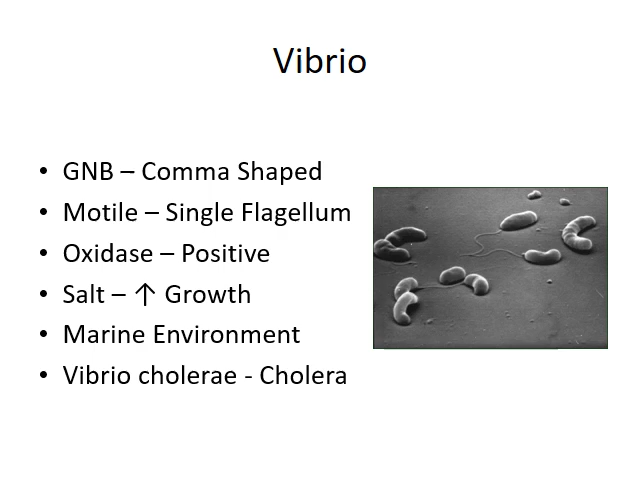 Vibrio
• GNB – Comma Shaped
• Motile – Single Flagellum
• Oxidase – Positive
• Salt – ↑ Growth
• Marine Environment
• Vibrio cholerae - Cholera